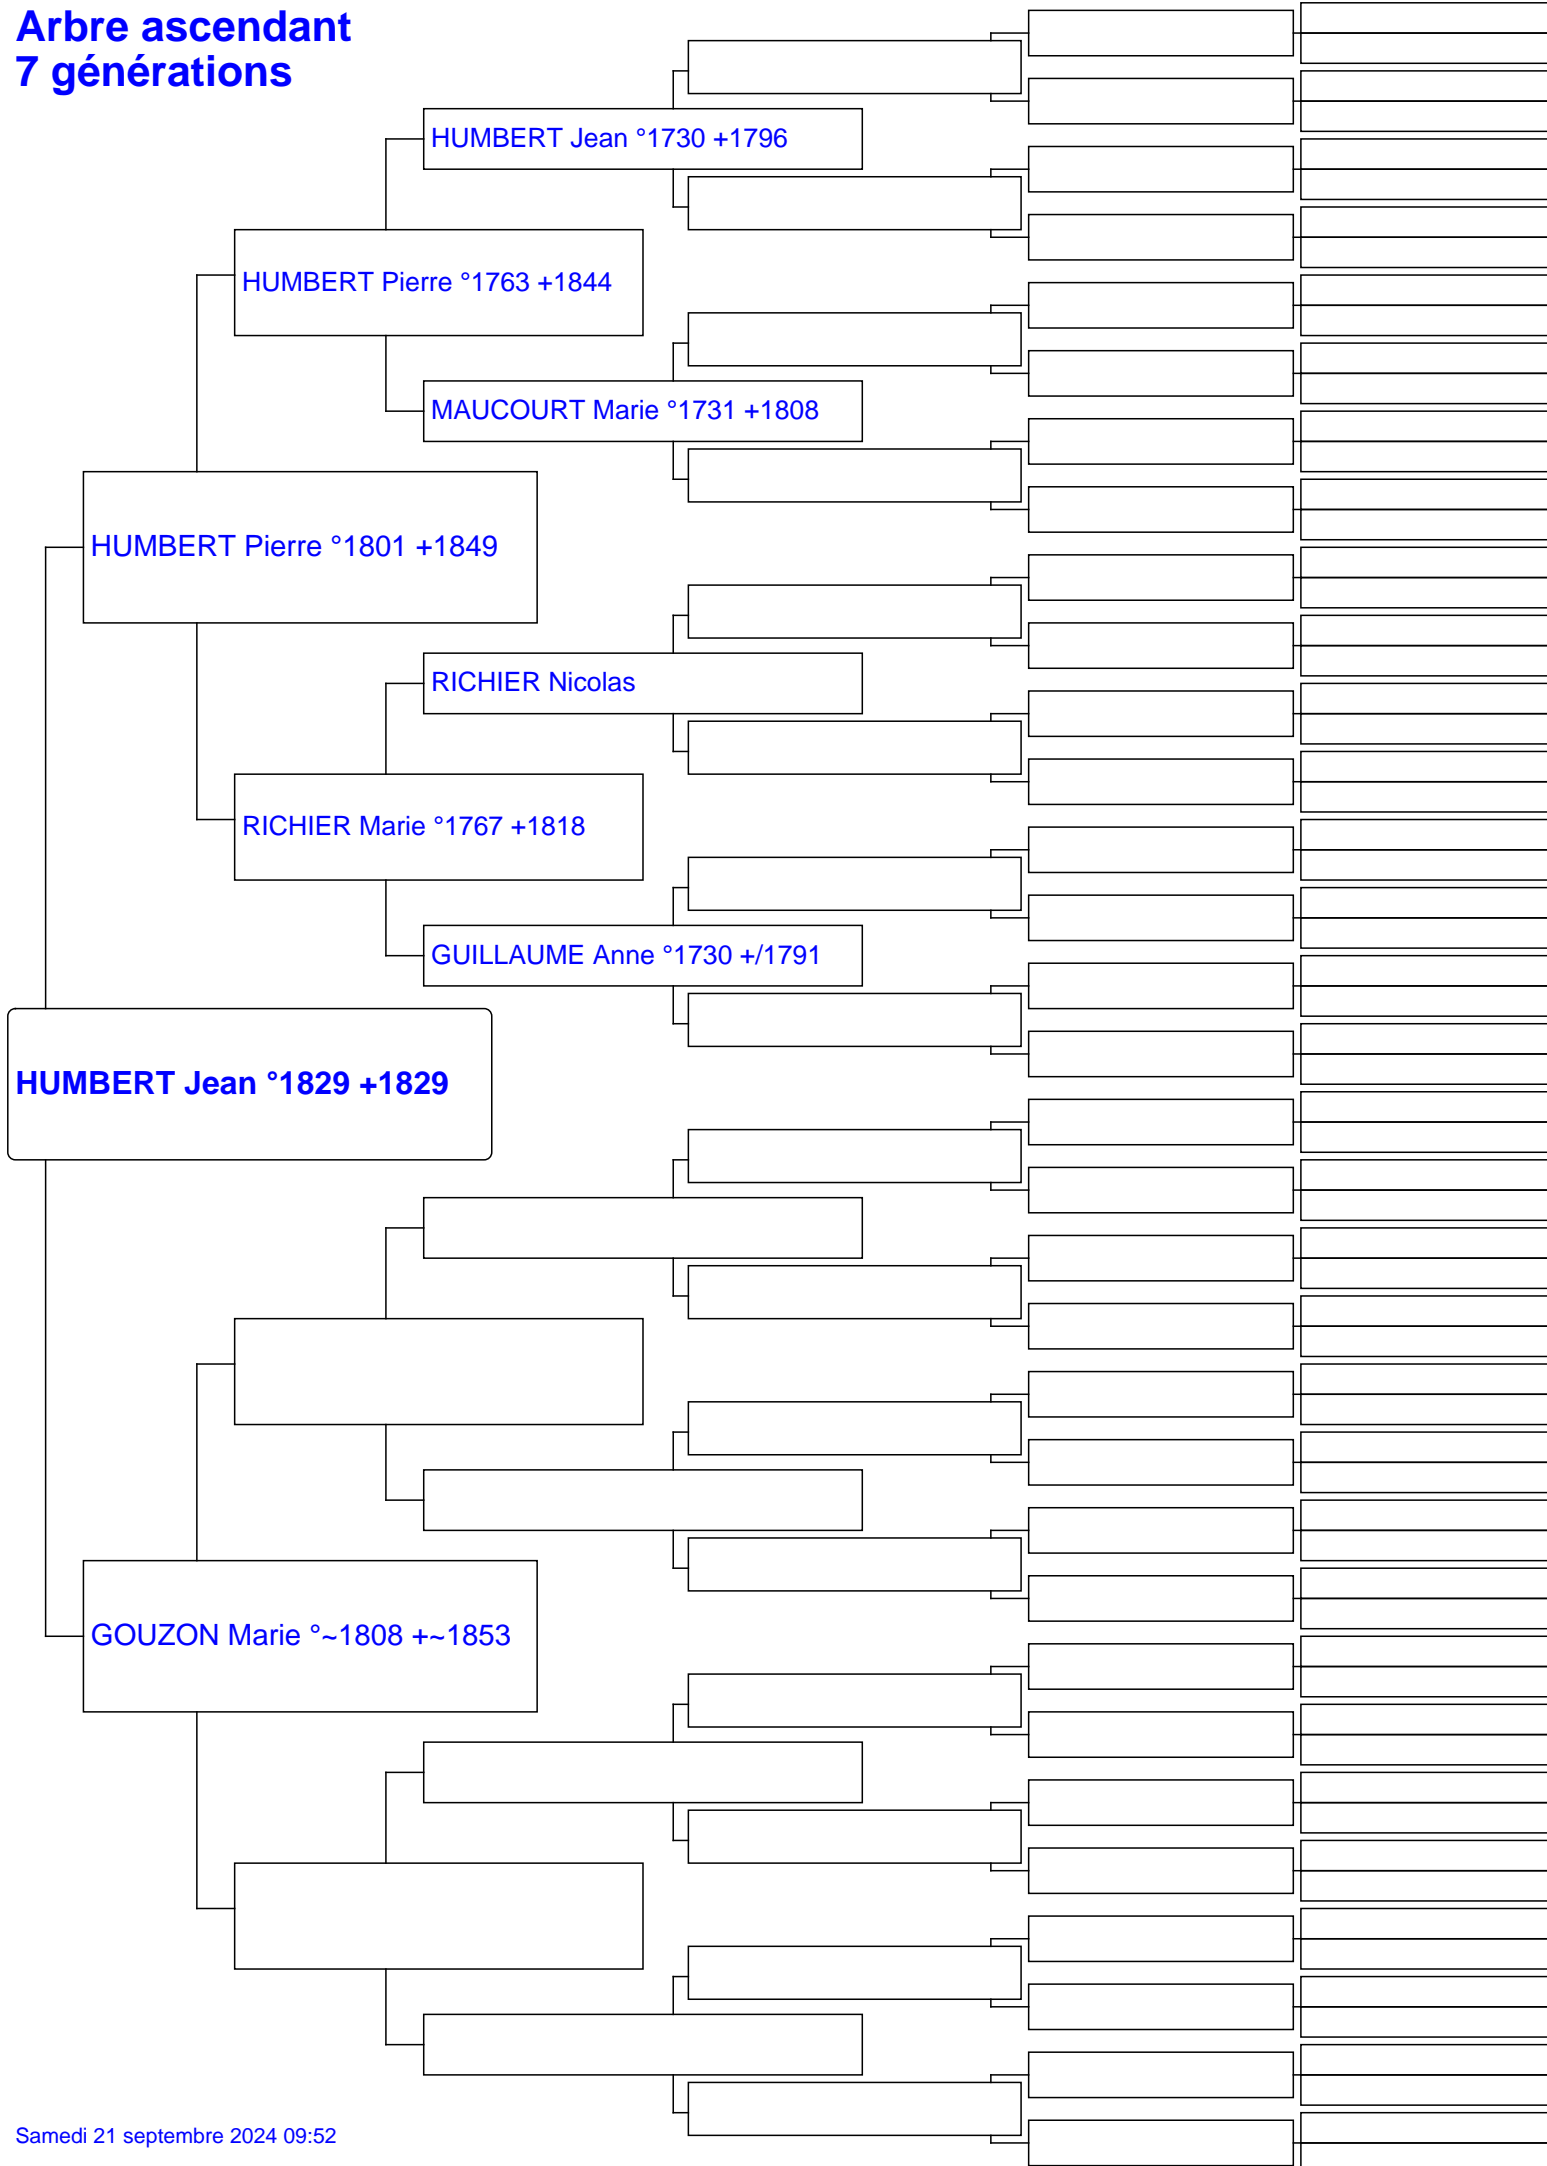 Arbre ascendant
7 générations
HUMBERT Jean °1730 +1796
HUMBERT Pierre °1763 +1844
MAUCOURT Marie °1731 +1808
HUMBERT Pierre °1801 +1849
RICHIER Nicolas
RICHIER Marie °1767 +1818
GUILLAUME Anne °1730 +/1791
HUMBERT Jean °1829 +1829
GOUZON Marie °~1808 +~1853
Samedi 21 septembre 2024 09:52